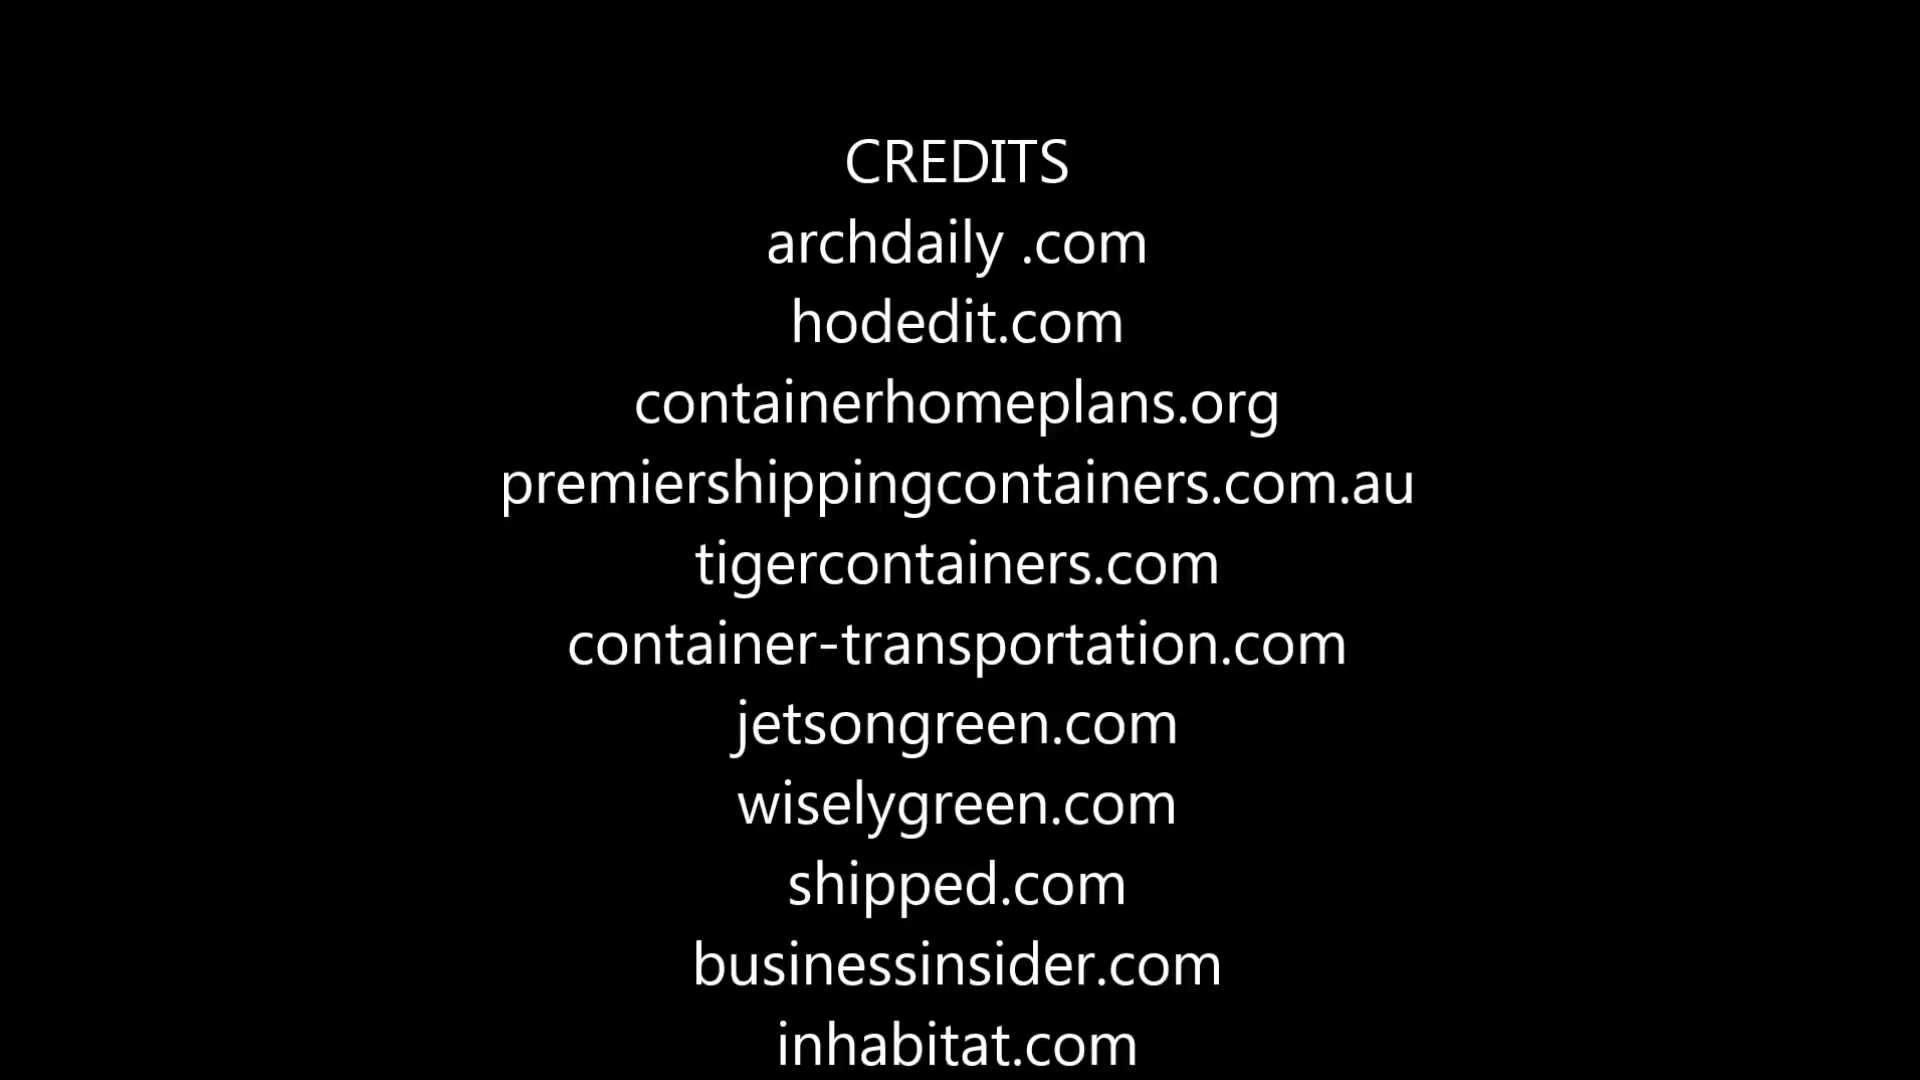 CREDITS
archdaily .com
hodedit.com
containerhomeplans.org
premiershippingcontainers.com.au
tigercontainers.com
container-transportation.com
jetsongreen.com
wiselygreen.com
shipped.com
businessinsider.com
inhabitat.com